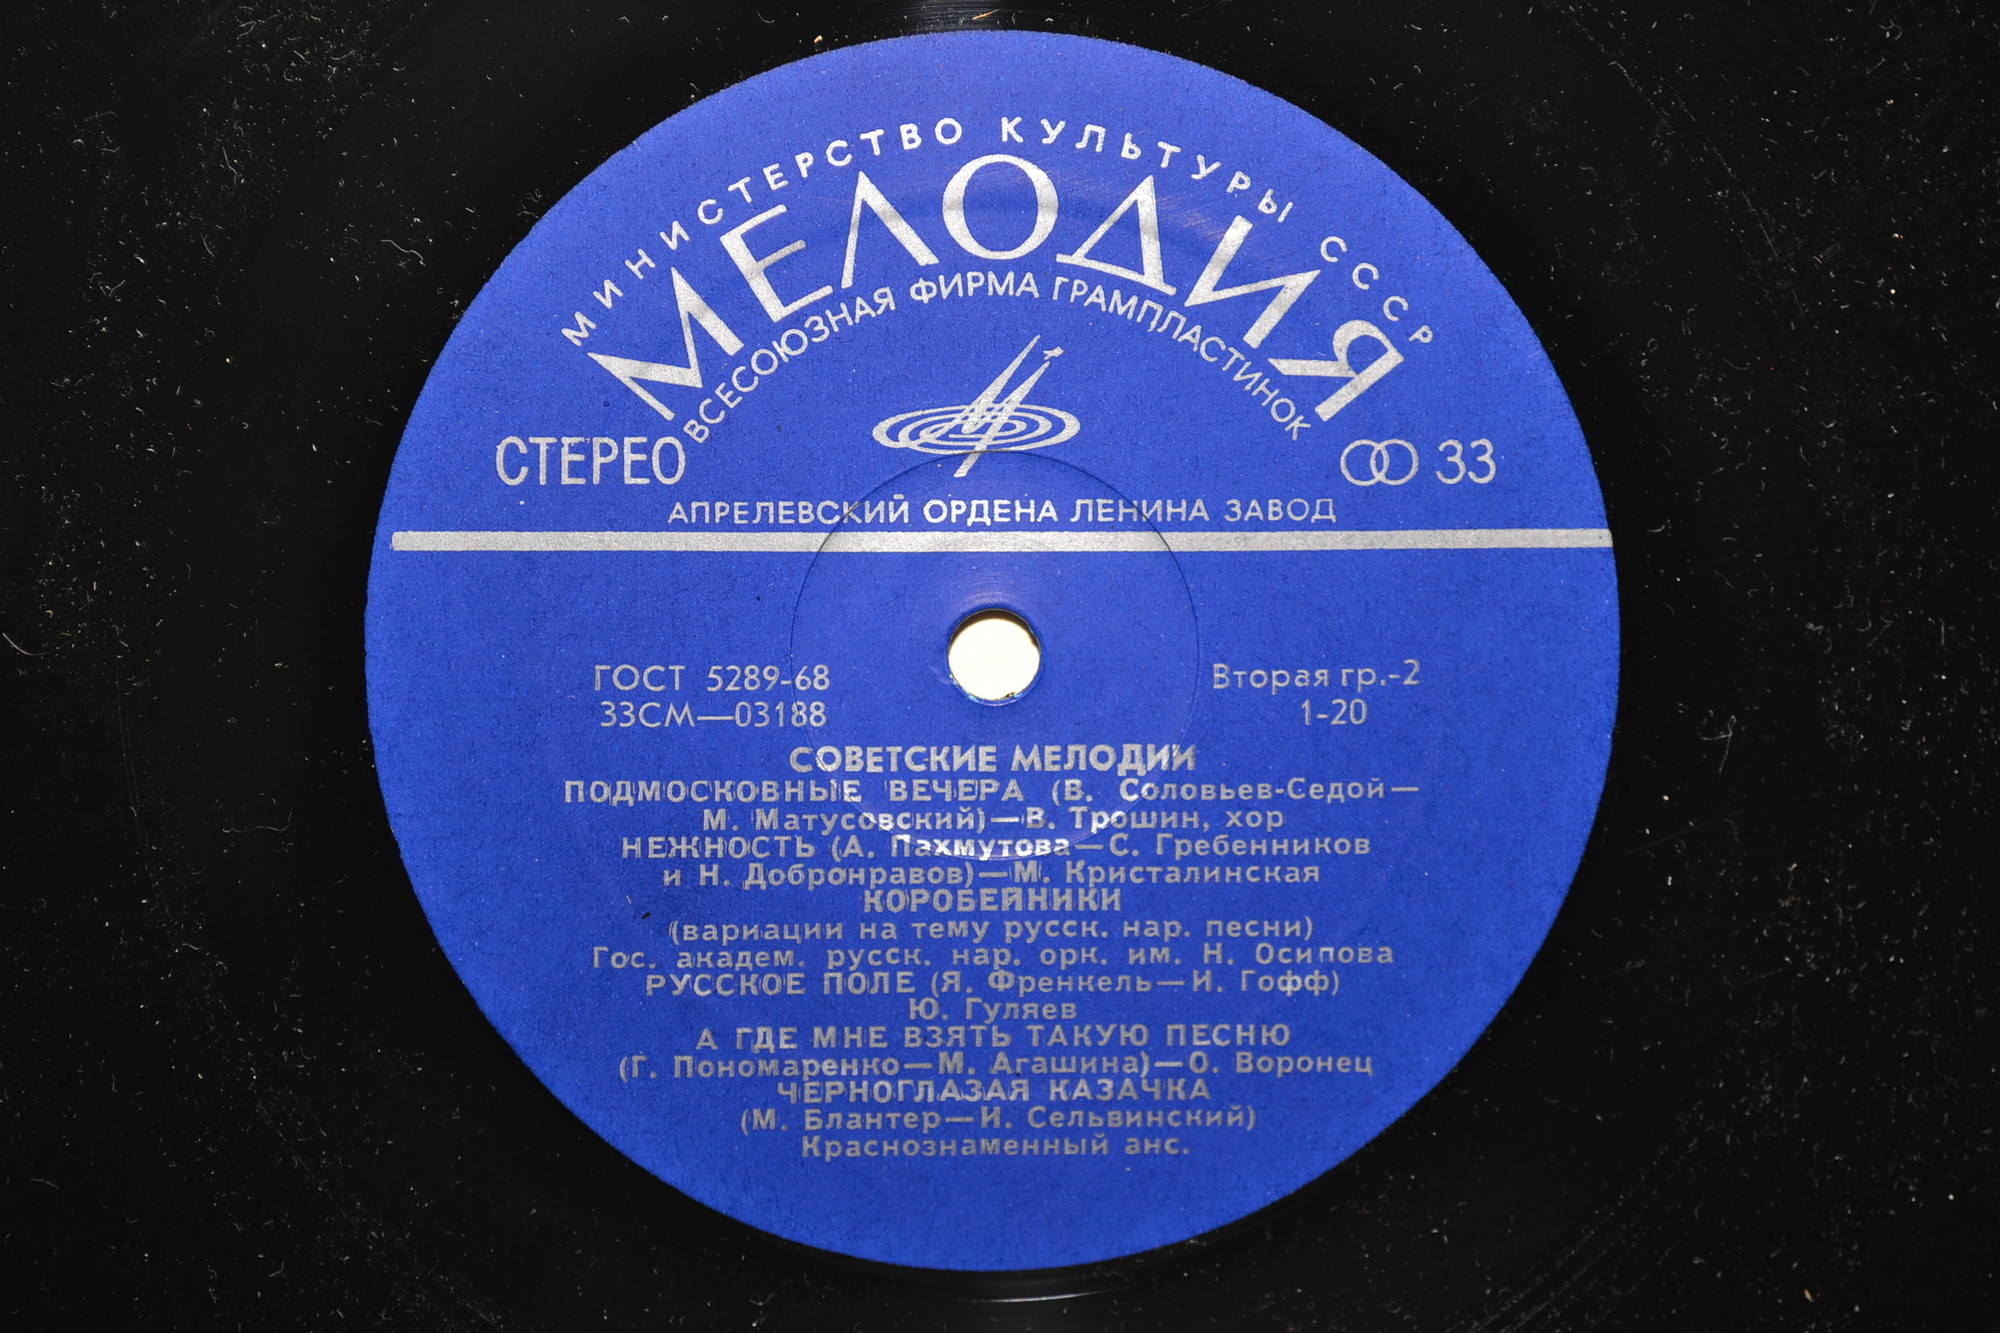 МИНИСТЕРСТВО КУЛЬТУРЫ СССР
МЕЛОДИЯ
ВСЕСОЮЗНАЯ ФИРМА ГРАМПЛАСТИНОК
СТЕРЕО 33
АПРЕЛЕВСКИЙ ОРДЕНА ЛЕНИНА ЗАВОД
ГОСТ 5289-68 Вторая гр.-2
33СМ—03188 1-20
СОВЕТСКИЕ МЕЛОДИИ
ПОДМОСКОВНЫЕ ВЕЧЕРА (В. Соловьев-Седой—
М. Матусовский)—В. Трошин, хор
НЕЖНОСТЬ (А. Пахмутова—С. Гребенников
и Н. Добронравов)—М. Кристалинская
КОРОБЕЙНИКИ
(вариации на тему русск. нар. песни)
Гос. академ. русск. нар. орк. им. Н. Осипова
РУССКОЕ ПОЛЕ (Я. Френкель—И. Гофф)
Ю. Гуляев
А ГДЕ МНЕ ВЗЯТЬ ТАКУЮ ПЕСНЮ
(Г. Пономаренко—М. Агашина)—О. Воронец
ЧЕРНОГЛАЗАЯ КАЗАЧКА
(М. Блантер—И. Сельвинский)
Краснознаменный анс.